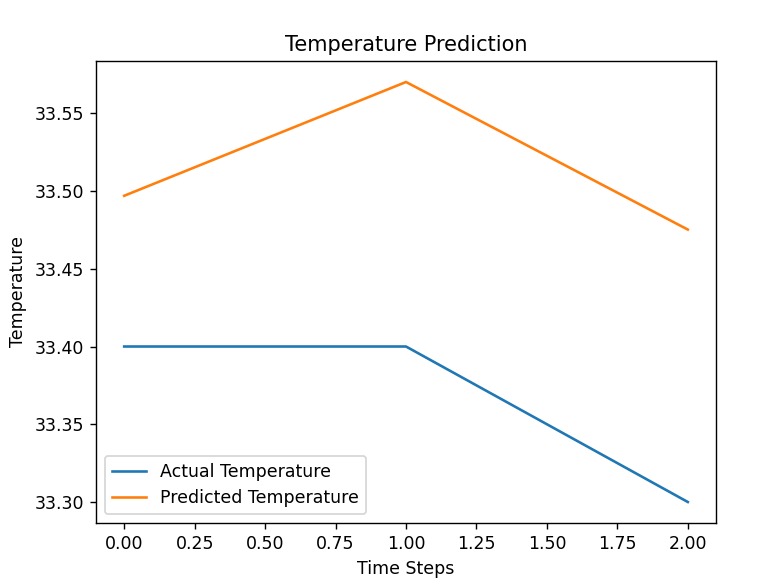 Temperature Prediction
33.55
33.50
33.45
33.40
33.35
33.30
Temperature
Actual Temperature
Predicted Temperature
0.00 0.25 0.50 0.75 1.00 1.25 1.50 1.75 2.00
Time Steps